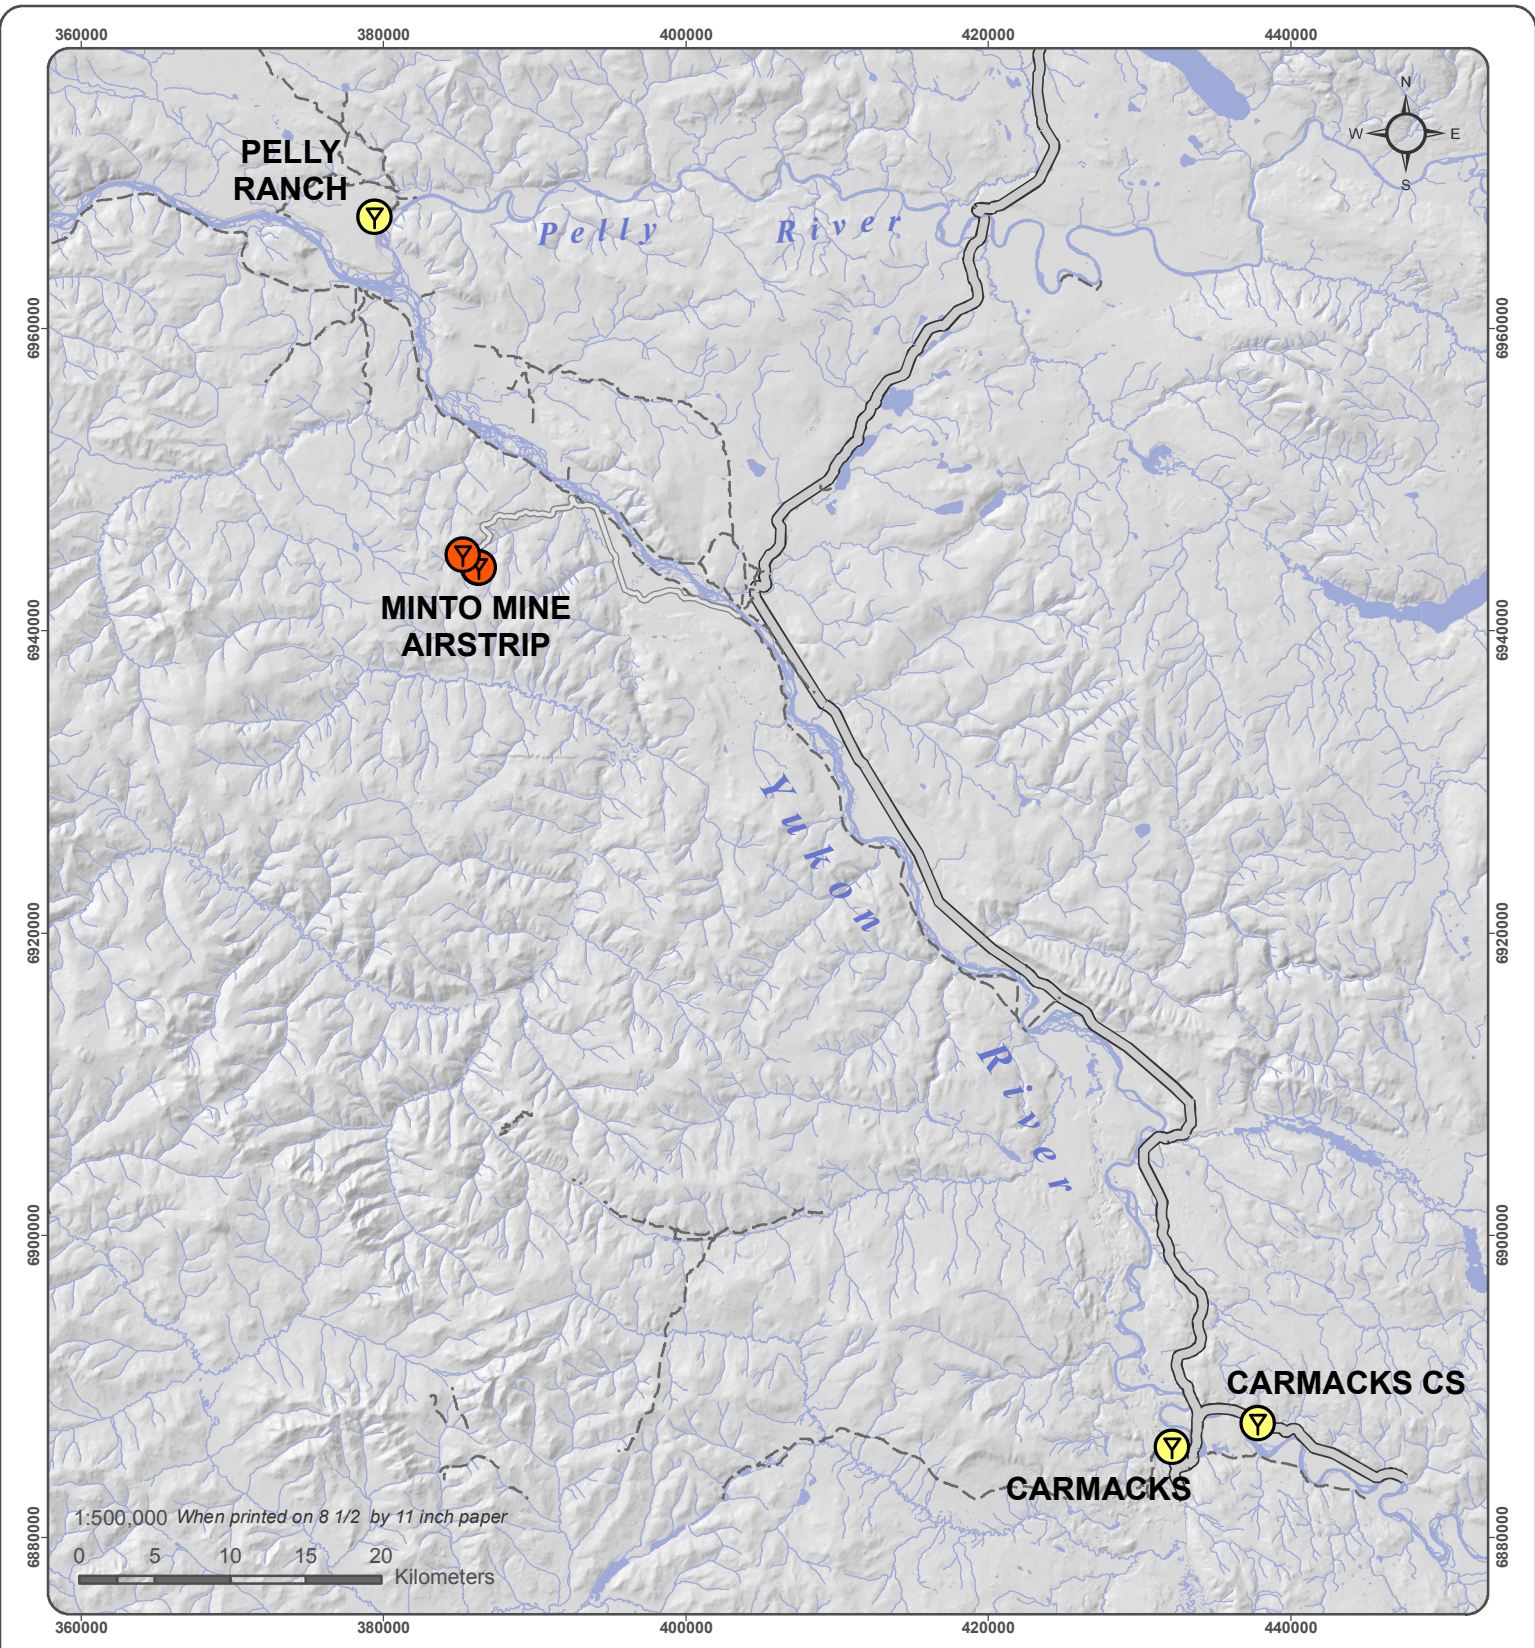 360000
380000
400000
420000
440000
N
W
E
S
PELLY
RANCH
Pelly River
6960000
6960000
MINTO MINE
AIRSTRIP
6940000
6940000
Yukon
6920000
6920000
River
6900000
6900000
CARMACKS CS
CARMACKS
1:500,000 When printed on 8 1/2 by 11 inch paper
6880000
6880000
0 5 10 15 20
Kilometers
360000
380000
400000
420000
440000